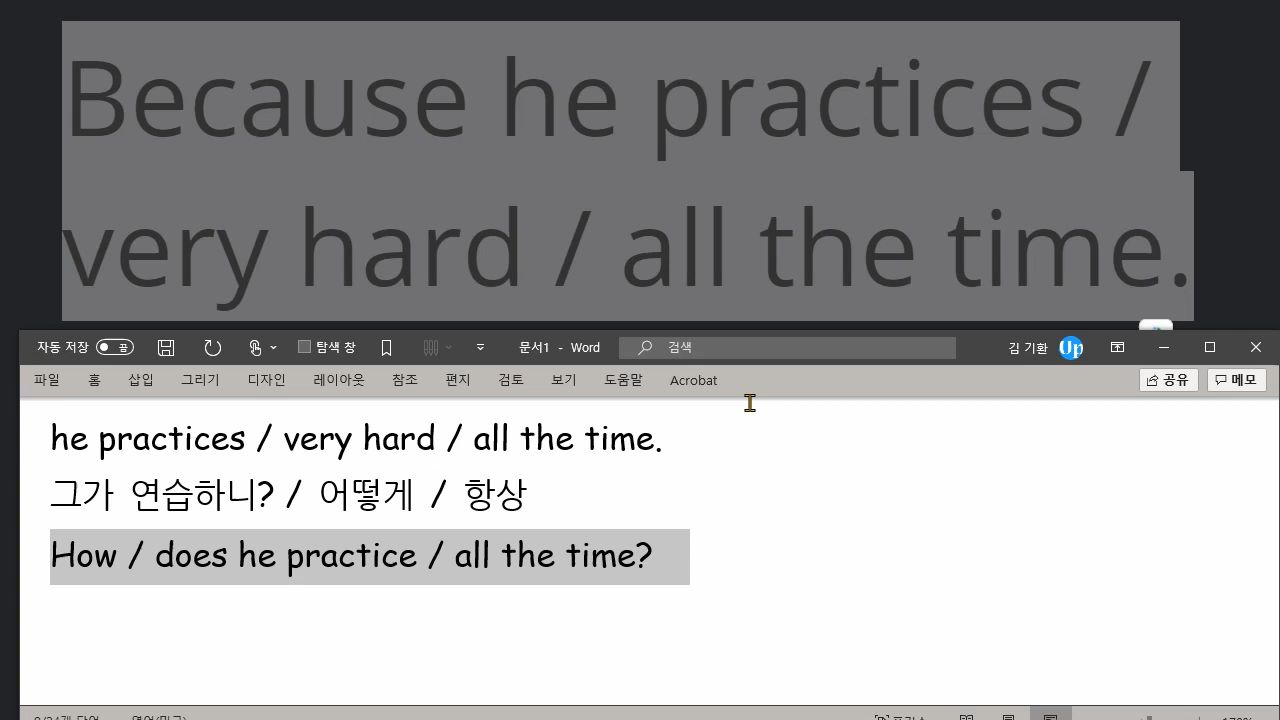 Because he practices /
very hard / all the time.
자동 저장 끔 탐색 창 문서1 - Word 검색 김 기환 Up
파일 홈 삽입 그리기 디자인 레이아웃 참조 편지 검토 보기 도움말 Acrobat 공유 메모
he practices / very hard / all the time.
그가 연습하니? / 어떻게 / 항상
How / does he practice / all the time?